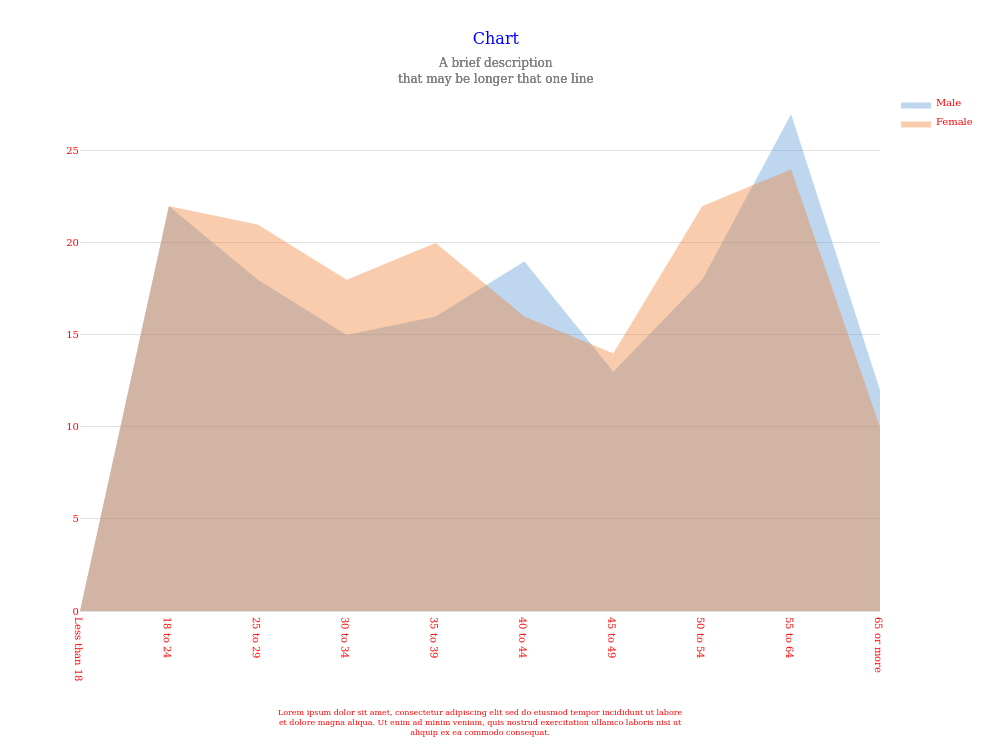 Chart
A brief description
that may be longer that one line
Male
Female
25
20
15
10
5
0
Less than 18
18 to 24
25 to 29
30 to 34
35 to 39
40 to 44
45 to 49
50 to 54
55 to 64
65 or more
Lorem ipsum dolor sit amet, consectetur adipiscing elit sed do eiusmod tempor incididunt ut labore
et dolore magna aliqua. Ut enim ad minim veniam, quis nostrud exercitation ullamco laboris nisi ut
aliquip ex ea commodo consequat.